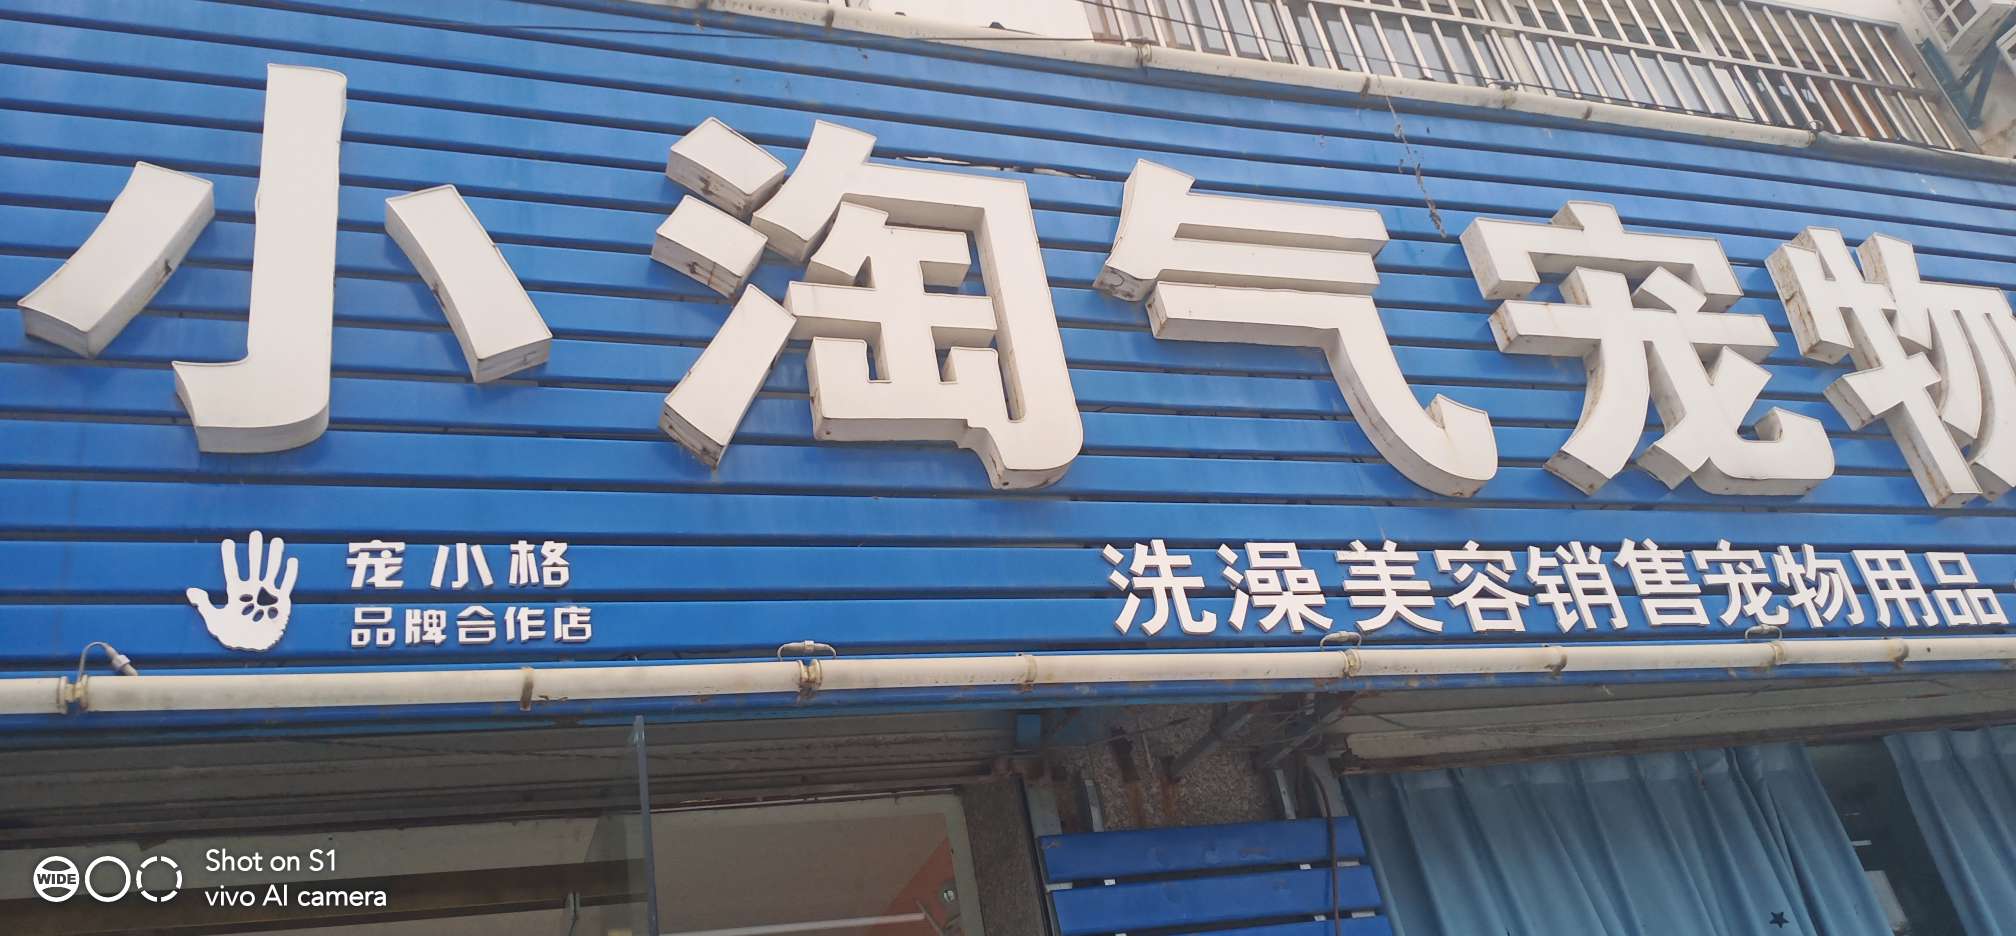 小淘气宠物
宠小格
品牌合作店
洗澡美容销售宠物用品
WIDE
Shot on S1
vivo AI camera